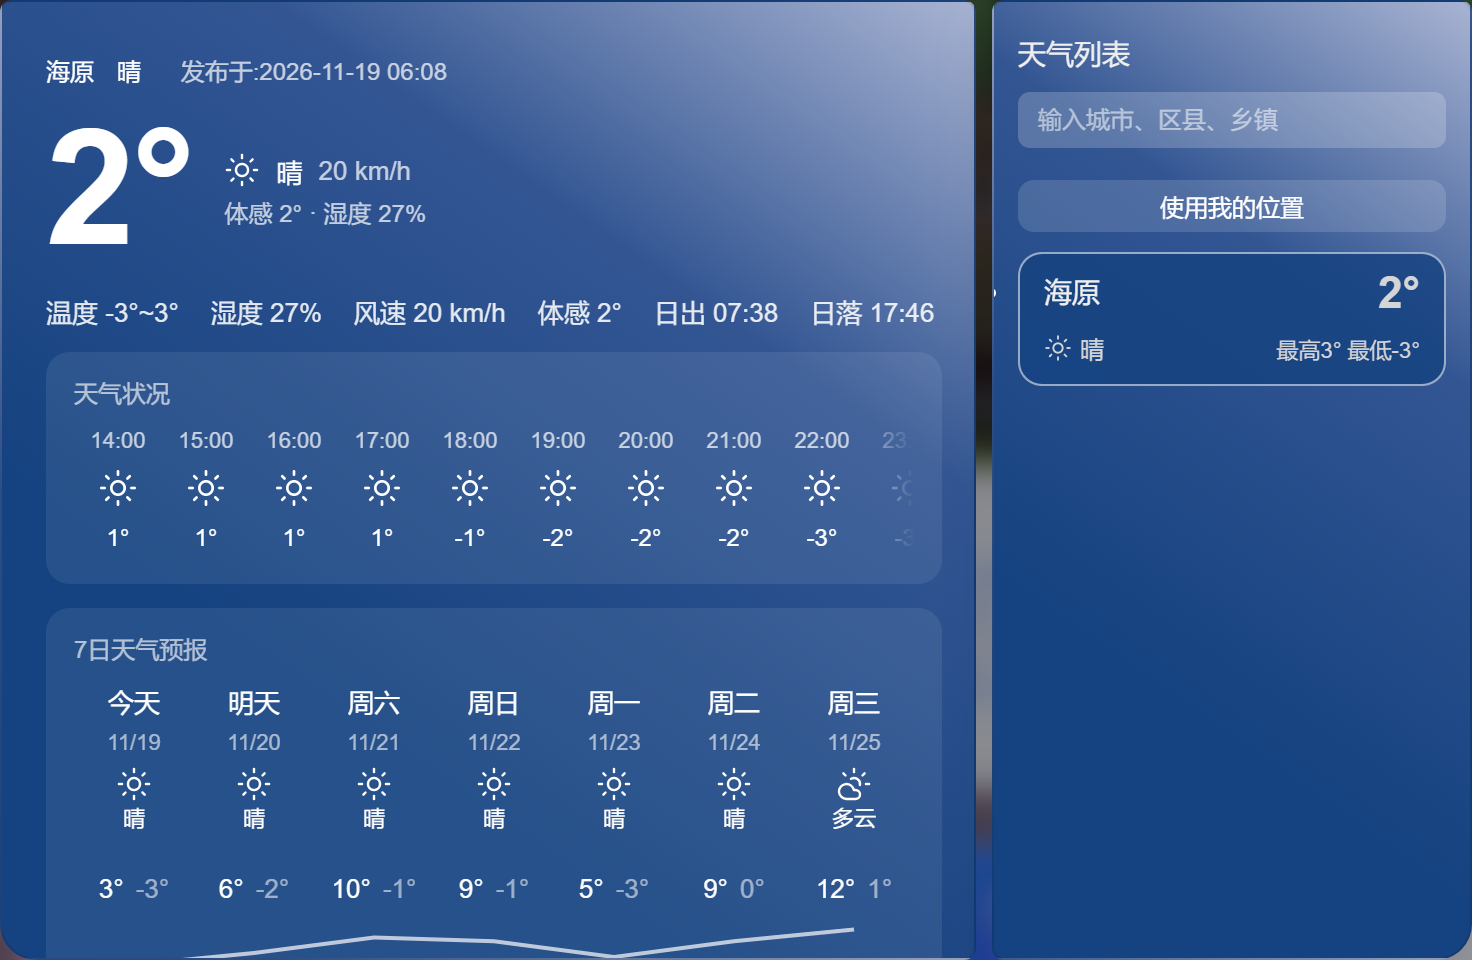 海原 晴 发布于:2026-11-19 06:08
2°
晴 20 km/h
体感 2° · 湿度 27%
温度 -3°~3° 湿度 27% 风速 20 km/h 体感 2° 日出 07:38 日落 17:46
天气状况
14:00 15:00 16:00 17:00 18:00 19:00 20:00 21:00 22:00
1° 1° 1° 1° -1° -2° -2° -2° -3°
7日天气预报
今天 明天 周六 周日 周一 周二 周三
11/19 11/20 11/21 11/22 11/23 11/24 11/25
晴 晴 晴 晴 晴 晴 多云
3° -3° 6° -2° 10° -1° 9° -1° 5° -3° 9° 0° 12° 1°
天气列表
输入城市、区县、乡镇
使用我的位置
海原 2°
晴 最高3° 最低-3°